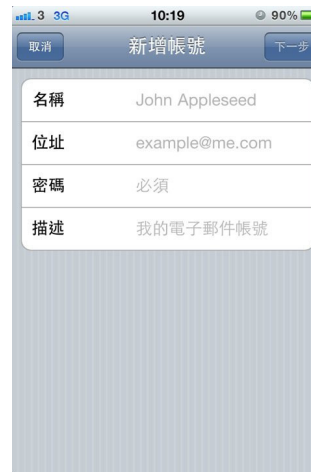 .3 3G 10:19 90%
取消 新增帳號 下一步
名稱 John Appleseed
位址 example@me.com
密碼 必須
描述 我的電子郵件帳號